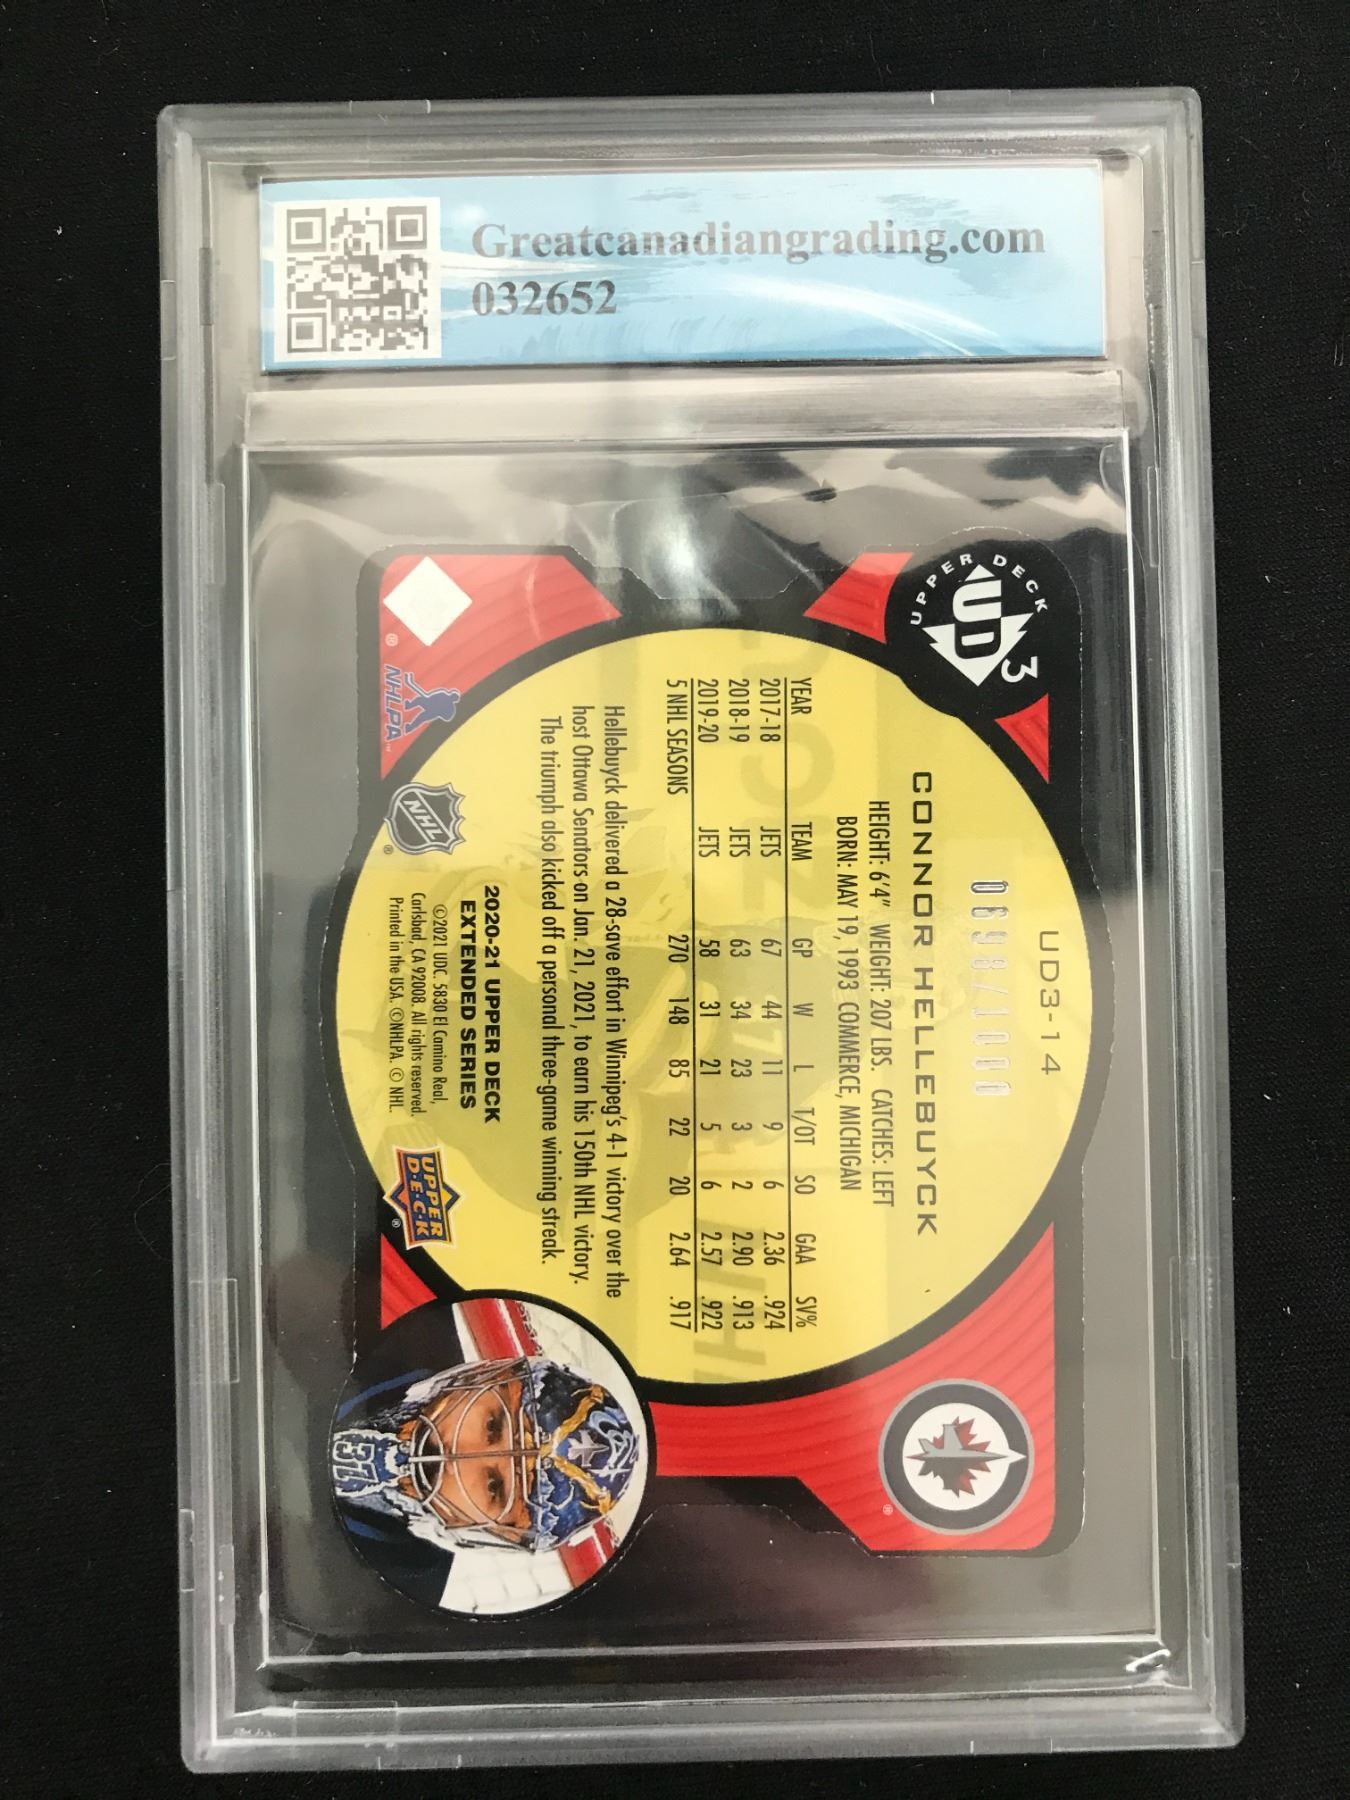 Greatcanadiangrading.com
032652
UPPER DECK
UD3
UD3-14
0698/1000
CONNOR HELLEBUYCK
HEIGHT: 6'4" WEIGHT: 207 LBS. CATCHES: LEFT
BORN: MAY 19, 1993 COMMERCE, MICHIGAN
YEAR TEAM GP W L T/OT SO GAA SV%
2017-18 JETS 67 44 11 9 6 2.36 .924
2018-19 JETS 63 34 23 3 2 2.90 .913
2019-20 JETS 58 31 21 5 6 2.57 .922
5 NHL SEASONS 270 148 85 22 20 2.64 .917
Hellebuyck delivered a 28-save effort in Winnipeg's 4-1 victory over the
host Ottawa Senators on Jan. 21, 2021, to earn his 150th NHL victory.
The triumph also kicked off a personal three-game winning streak.
2020-21 UPPER DECK
EXTENDED SERIES
©2021 UDC. 5830 El Camino Real,
Carlsbad, CA 92008. All rights reserved.
Printed in the USA. ©NHLPA. © NHL.
® NHLPA™
NHL ®
UPPER
DECK ®
37
®